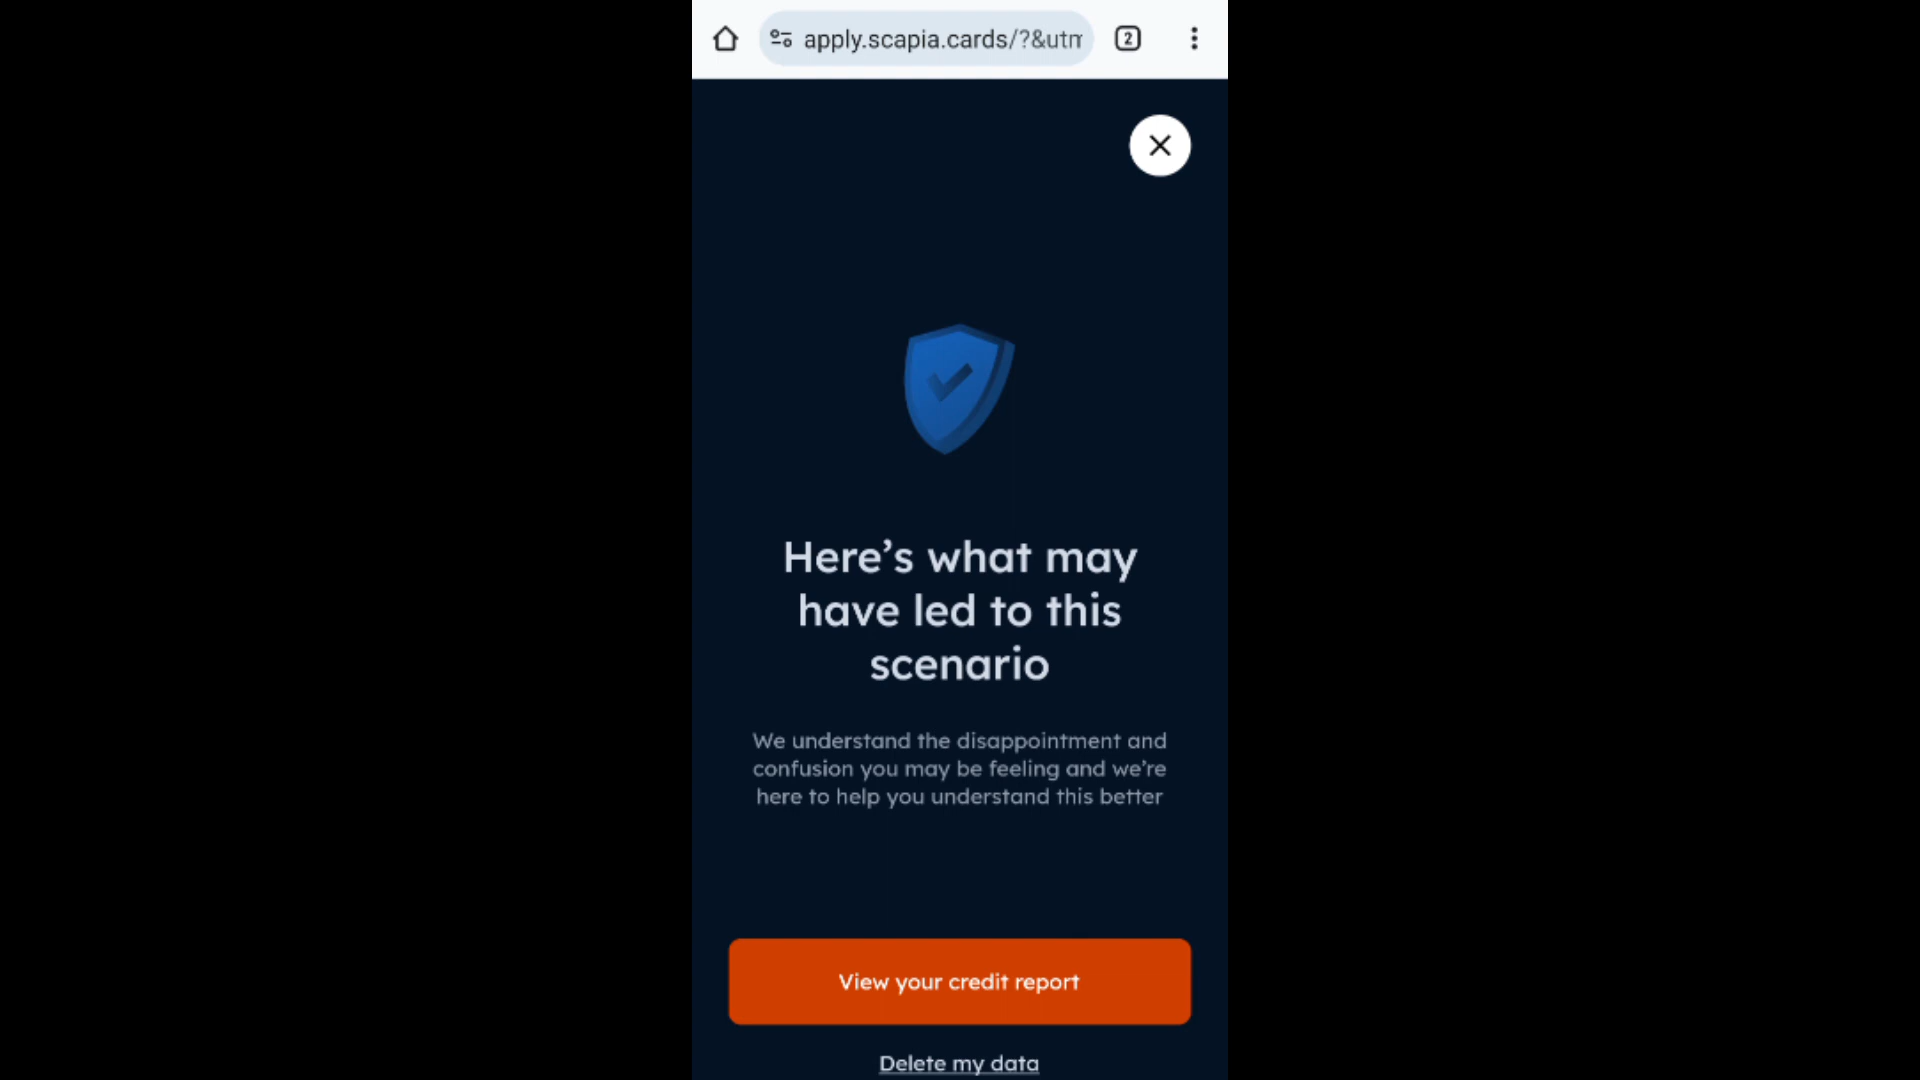 apply.scapia.cards/?&utm
2
Here’s what may
have led to this
scenario
We understand the disappointment and
confusion you may be feeling and we’re
here to help you understand this better
View your credit report
Delete my data